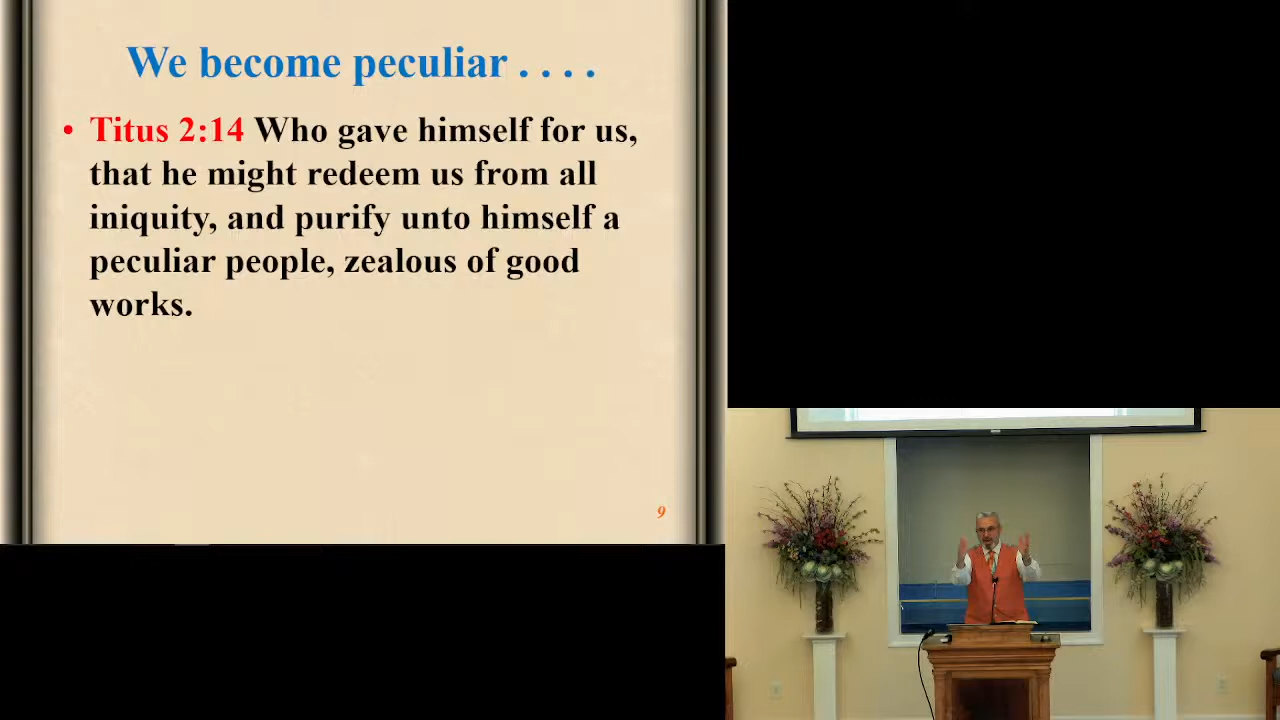 We become peculiar . . . .
• Titus 2:14 Who gave himself for us,
that he might redeem us from all
iniquity, and purify unto himself a
peculiar people, zealous of good
works.
9